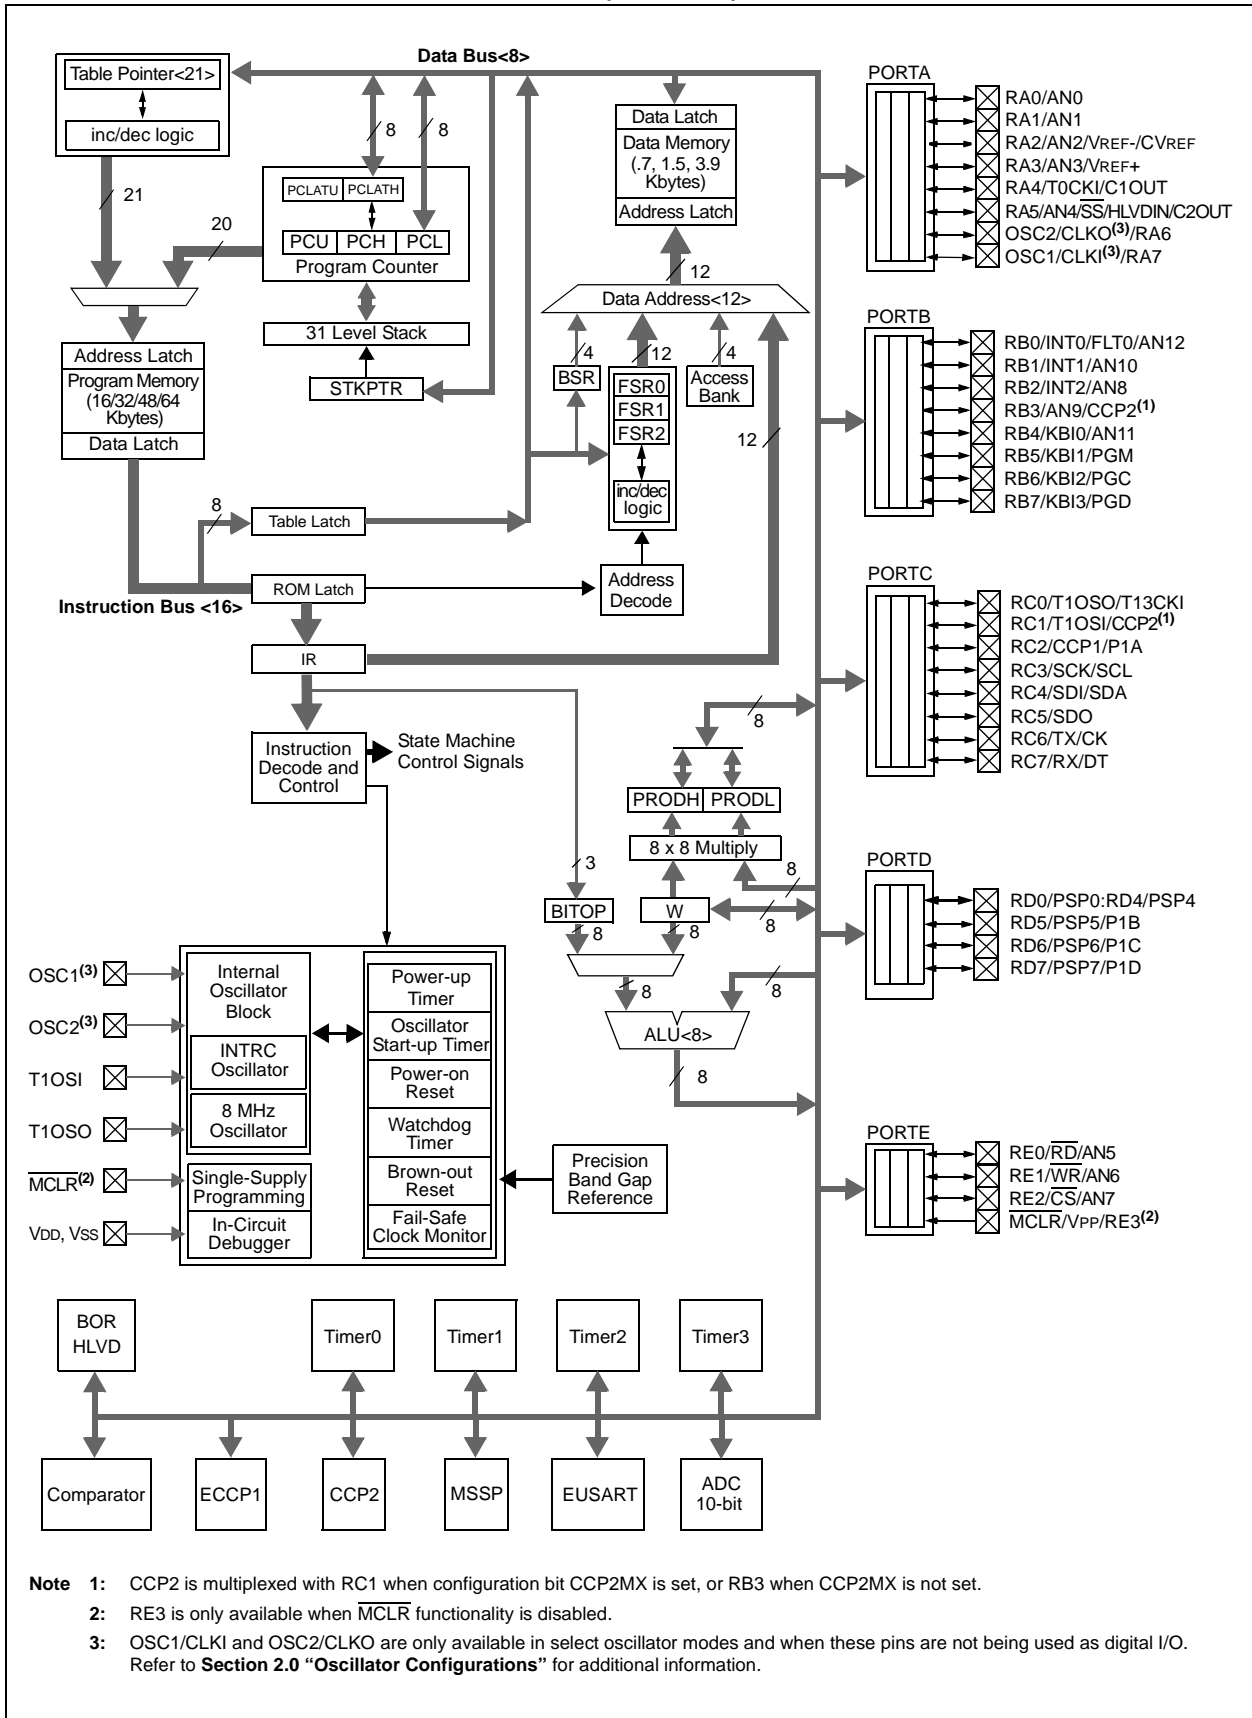 Data Bus<8>
Table Pointer<21>
inc/dec logic
21
8
8
PCLATU PCLATH
PCU PCH PCL
Program Counter
20
31 Level Stack
STKPTR
Address Latch
Program Memory
(16/32/48/64
Kbytes)
Data Latch
8
Table Latch
ROM Latch
Instruction Bus <16>
IR
Data Latch
Data Memory
(.7, 1.5, 3.9
Kbytes)
Address Latch
12
Data Address<12>
4
12
4
BSR
FSR0
FSR1
FSR2
inc/dec
logic
Access
Bank
12
Address
Decode
Instruction
Decode and
Control
State Machine
Control Signals
8
PRODH PRODL
8 x 8 Multiply
8
3
BITOP
W
8
8
8
8
8
ALU<8>
8
OSC1(3)
OSC2(3)
T1OSI
T1OSO
MCLR(2)
VDD, VSS
Internal
Oscillator
Block
INTRC
Oscillator
8 MHz
Oscillator
Single-Supply
Programming
In-Circuit
Debugger
Power-up
Timer
Oscillator
Start-up Timer
Power-on
Reset
Watchdog
Timer
Brown-out
Reset
Fail-Safe
Clock Monitor
Precision
Band Gap
Reference
PORTA
RA0/AN0
RA1/AN1
RA2/AN2/VREF-/CVREF
RA3/AN3/VREF+
RA4/T0CKI/C1OUT
RA5/AN4/SS/HLVDIN/C2OUT
OSC2/CLKO(3)/RA6
OSC1/CLKI(3)/RA7
PORTB
RB0/INT0/FLT0/AN12
RB1/INT1/AN10
RB2/INT2/AN8
RB3/AN9/CCP2(1)
RB4/KBI0/AN11
RB5/KBI1/PGM
RB6/KBI2/PGC
RB7/KBI3/PGD
PORTC
RC0/T1OSO/T13CKI
RC1/T1OSI/CCP2(1)
RC2/CCP1/P1A
RC3/SCK/SCL
RC4/SDI/SDA
RC5/SDO
RC6/TX/CK
RC7/RX/DT
PORTD
RD0/PSP0:RD4/PSP4
RD5/PSP5/P1B
RD6/PSP6/P1C
RD7/PSP7/P1D
PORTE
RE0/RD/AN5
RE1/WR/AN6
RE2/CS/AN7
MCLR/VPP/RE3(2)
BOR
HLVD
Timer0
Timer1
Timer2
Timer3
Comparator
ECCP1
CCP2
MSSP
EUSART
ADC
10-bit
Note 1: CCP2 is multiplexed with RC1 when configuration bit CCP2MX is set, or RB3 when CCP2MX is not set.
2: RE3 is only available when MCLR functionality is disabled.
3: OSC1/CLKI and OSC2/CLKO are only available in select oscillator modes and when these pins are not being used as digital I/O.
Refer to Section 2.0 “Oscillator Configurations” for additional information.